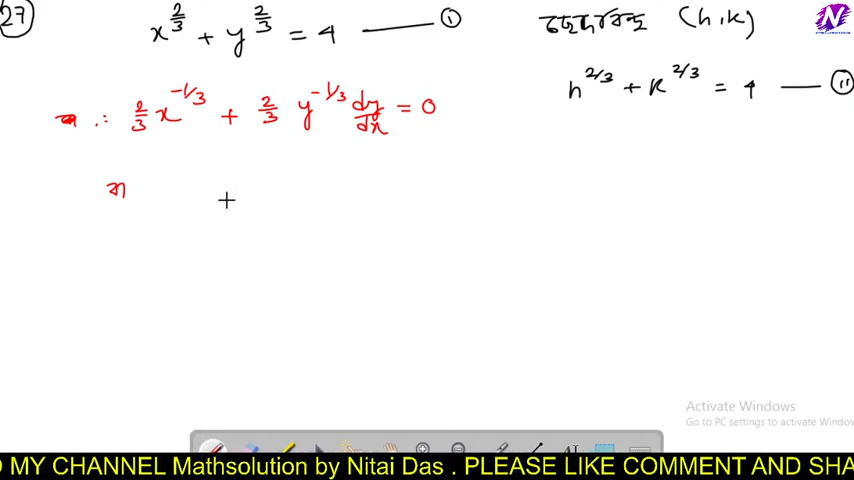 27
x^{2/3} + y^{2/3} = 4 —— ①
ছেদবিন্দু (h,k)
h^{2/3} + k^{2/3} = 4 —— ⑪
∴ 2/3 x^{-1/3} + 2/3 y^{-1/3} dy/dx = 0
বা
N
Activate Windows
Go to PC settings to activate Window
O MY CHANNEL Mathsolution by Nitai Das . PLEASE LIKE COMMENT AND SHA